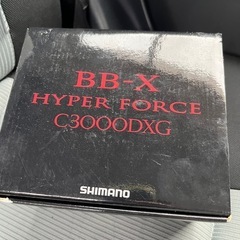 BB-X
HYPER FORCE
C3000DXG
SHIMANO